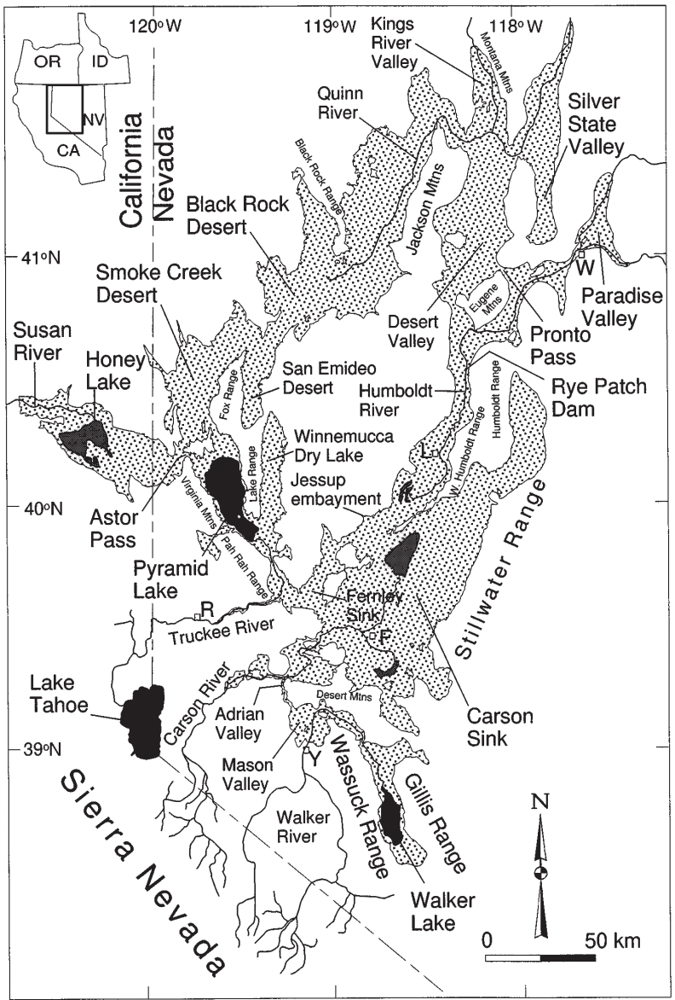 120°W
119°W
118°W
Kings
River
Valley
Montana Mtns
OR
ID
NV
CA
Quinn
River
Silver
State
Valley
California
Nevada
Black Rock Range
Black Rock
Desert
Jackson Mtns
41°N
W
Smoke Creek
Desert
Eugene
Mtns
Paradise
Valley
Desert
Valley
Pronto
Pass
Susan
River
Honey
Lake
Fox Range
San Emideo
Desert
Humboldt
River
Humboldt Range
Rye Patch
Dam
Winnemucca
Dry Lake
Lake Range
L
W. Humboldt Range
Jessup
embayment
40°N
Astor
Pass
Virginia Mtns
Pyramid
Lake
Pah Rah Range
Stillwater Range
Fernley
Sink
R
Truckee River
F
Lake
Tahoe
Carson River
Adrian
Valley
Desert Mtns
Carson
Sink
39°N
Mason
Valley
Y
Wassuck Range
Gillis Range
Sierra Nevada
Walker
River
N
Walker
Lake
0
50 km